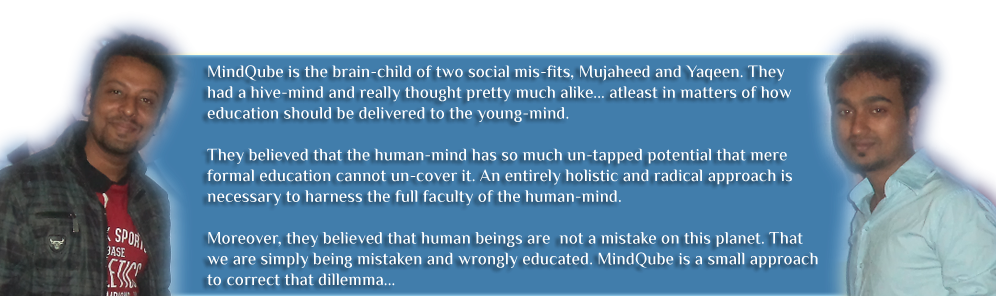 MindQube is the brain-child of two social mis-fits, Mujaheed and Yaqeen. They
had a hive-mind and really thought pretty much alike... atleast in matters of how
education should be delivered to the young-mind.
They believed that the human-mind has so much un-tapped potential that mere
formal education cannot un-cover it. An entirely holistic and radical approach is
necessary to harness the full faculty of the human-mind.
Moreover, they believed that human beings are  not a mistake on this planet. That
we are simply being mistaken and wrongly educated. MindQube is a small approach
to correct that dillemma...
SPORT
BASE